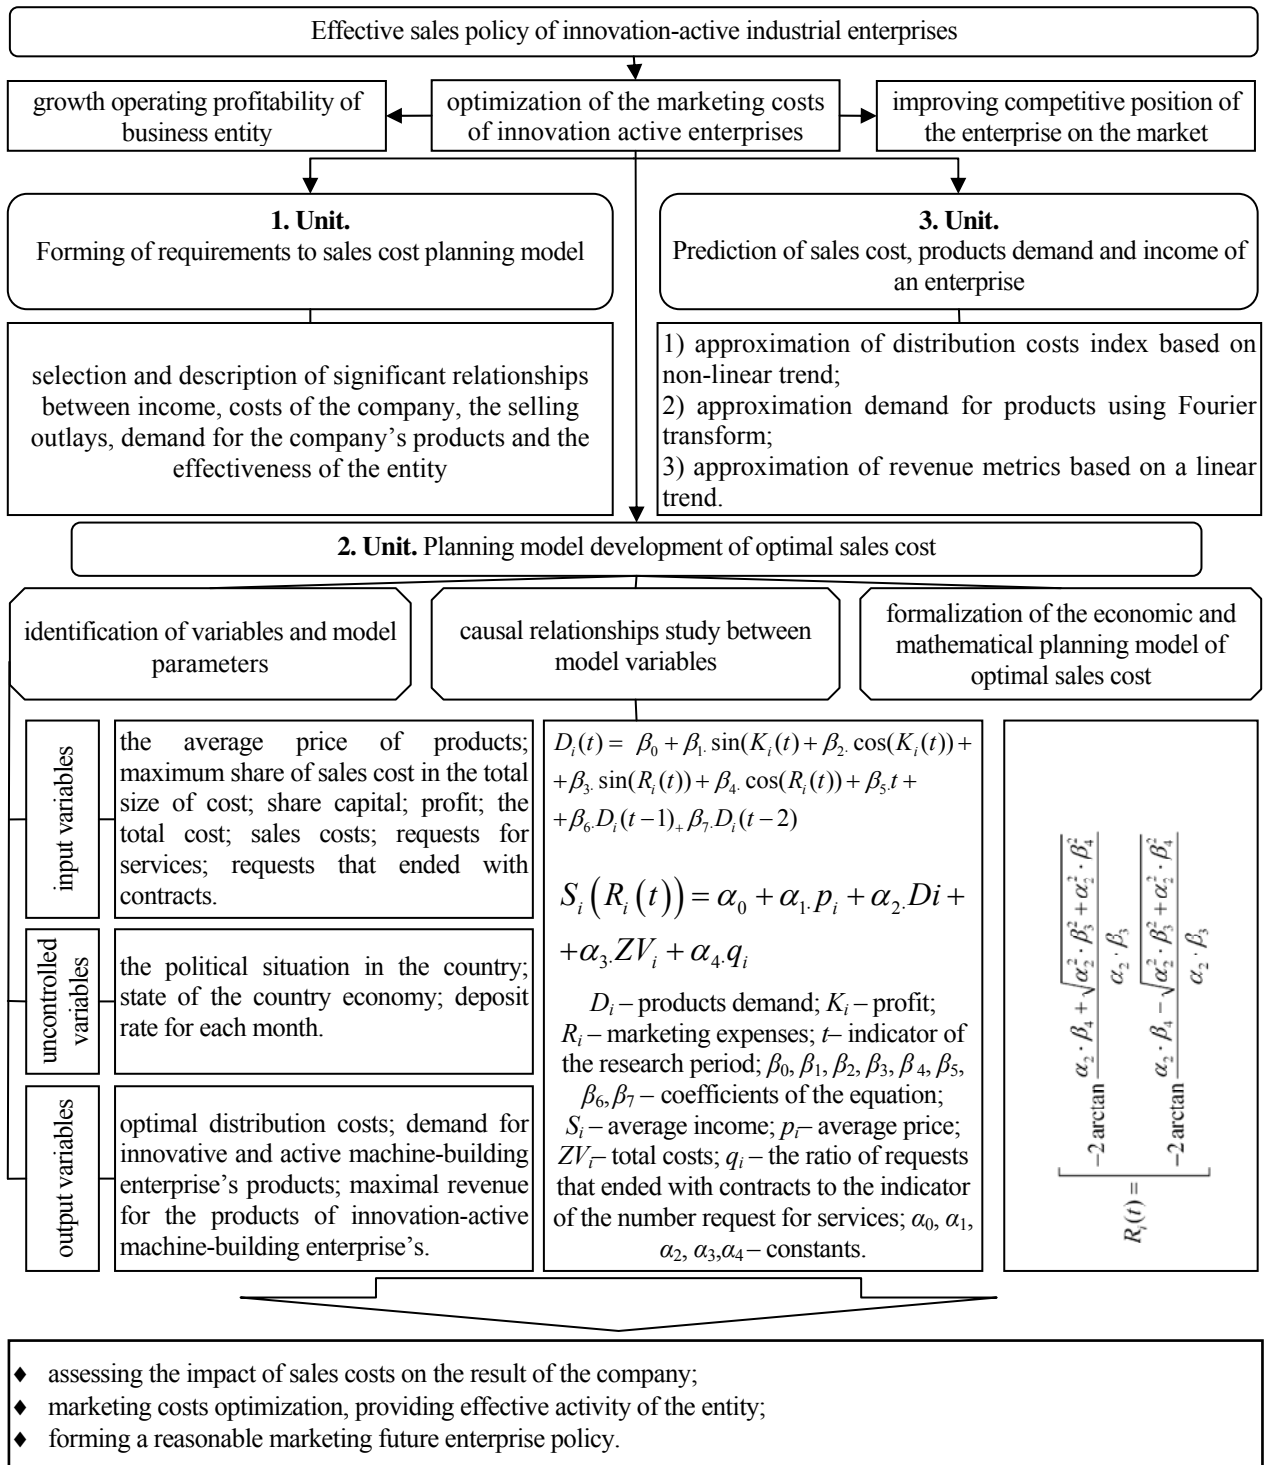 Effective sales policy of innovation-active industrial enterprises
growth operating profitability of
business entity
optimization of the marketing costs
of innovation active enterprises
improving competitive position of
the enterprise on the market
1. Unit.
Forming of requirements to sales cost planning model
3. Unit.
Prediction of sales cost, products demand and income of
an enterprise
selection and description of significant relationships
between income, costs of the company, the selling
outlays, demand for the company's products and the
effectiveness of the entity
1) approximation of distribution costs index based on
non-linear trend;
2) approximation demand for products using Fourier
transform;
3) approximation of revenue metrics based on a linear
trend.
2. Unit. Planning model development of optimal sales cost
identification of variables and model
parameters
causal relationships study between
model variables
formalization of the economic and
mathematical planning model of
optimal sales cost
input variables
the average price of products;
maximum share of sales cost in the total
size of cost; share capital; profit; the
total cost; sales costs; requests for
services; requests that ended with
contracts.
uncontrolled
variables
the political situation in the country;
state of the country economy; deposit
rate for each month.
output variables
optimal distribution costs; demand for
innovative and active machine-building
enterprise's products; maximal revenue
for the products of innovation-active
machine-building enterprise's.
D_i(t) = β_0 + β_1. sin(K_i(t) + β_2. cos(K_i(t)) +
+β_3. sin(R_i(t)) + β_4. cos(R_i(t)) + β_5.t +
+β_6.D_i(t−1)_+ β_7.D_i(t−2)
S_i(R_i(t)) = α_0 + α_1.p_i + α_2.Di +
+α_3.ZV_i + α_4.q_i
D_i – products demand; K_i – profit;
R_i – marketing expenses; t– indicator of
the research period; β_0, β_1, β_2, β_3, β_4, β_5,
β_6, β_7 – coefficients of the equation;
S_i – average income; p_i– average price;
ZV_i– total costs; q_i – the ratio of requests
that ended with contracts to the indicator
of the number request for services; α_0, α_1,
α_2, α_3,α_4 – constants.
R_i(t) = [
−2 arctan (α_2 · β_4 + √(α_2^2 · β_3^2 + α_2^2 · β_4^2)) / (α_2 · β_3)
−2 arctan (α_2 · β_4 − √(α_2^2 · β_3^2 + α_2^2 · β_4^2)) / (α_2 · β_3)
♦ assessing the impact of sales costs on the result of the company;
♦ marketing costs optimization, providing effective activity of the entity;
♦ forming a reasonable marketing future enterprise policy.